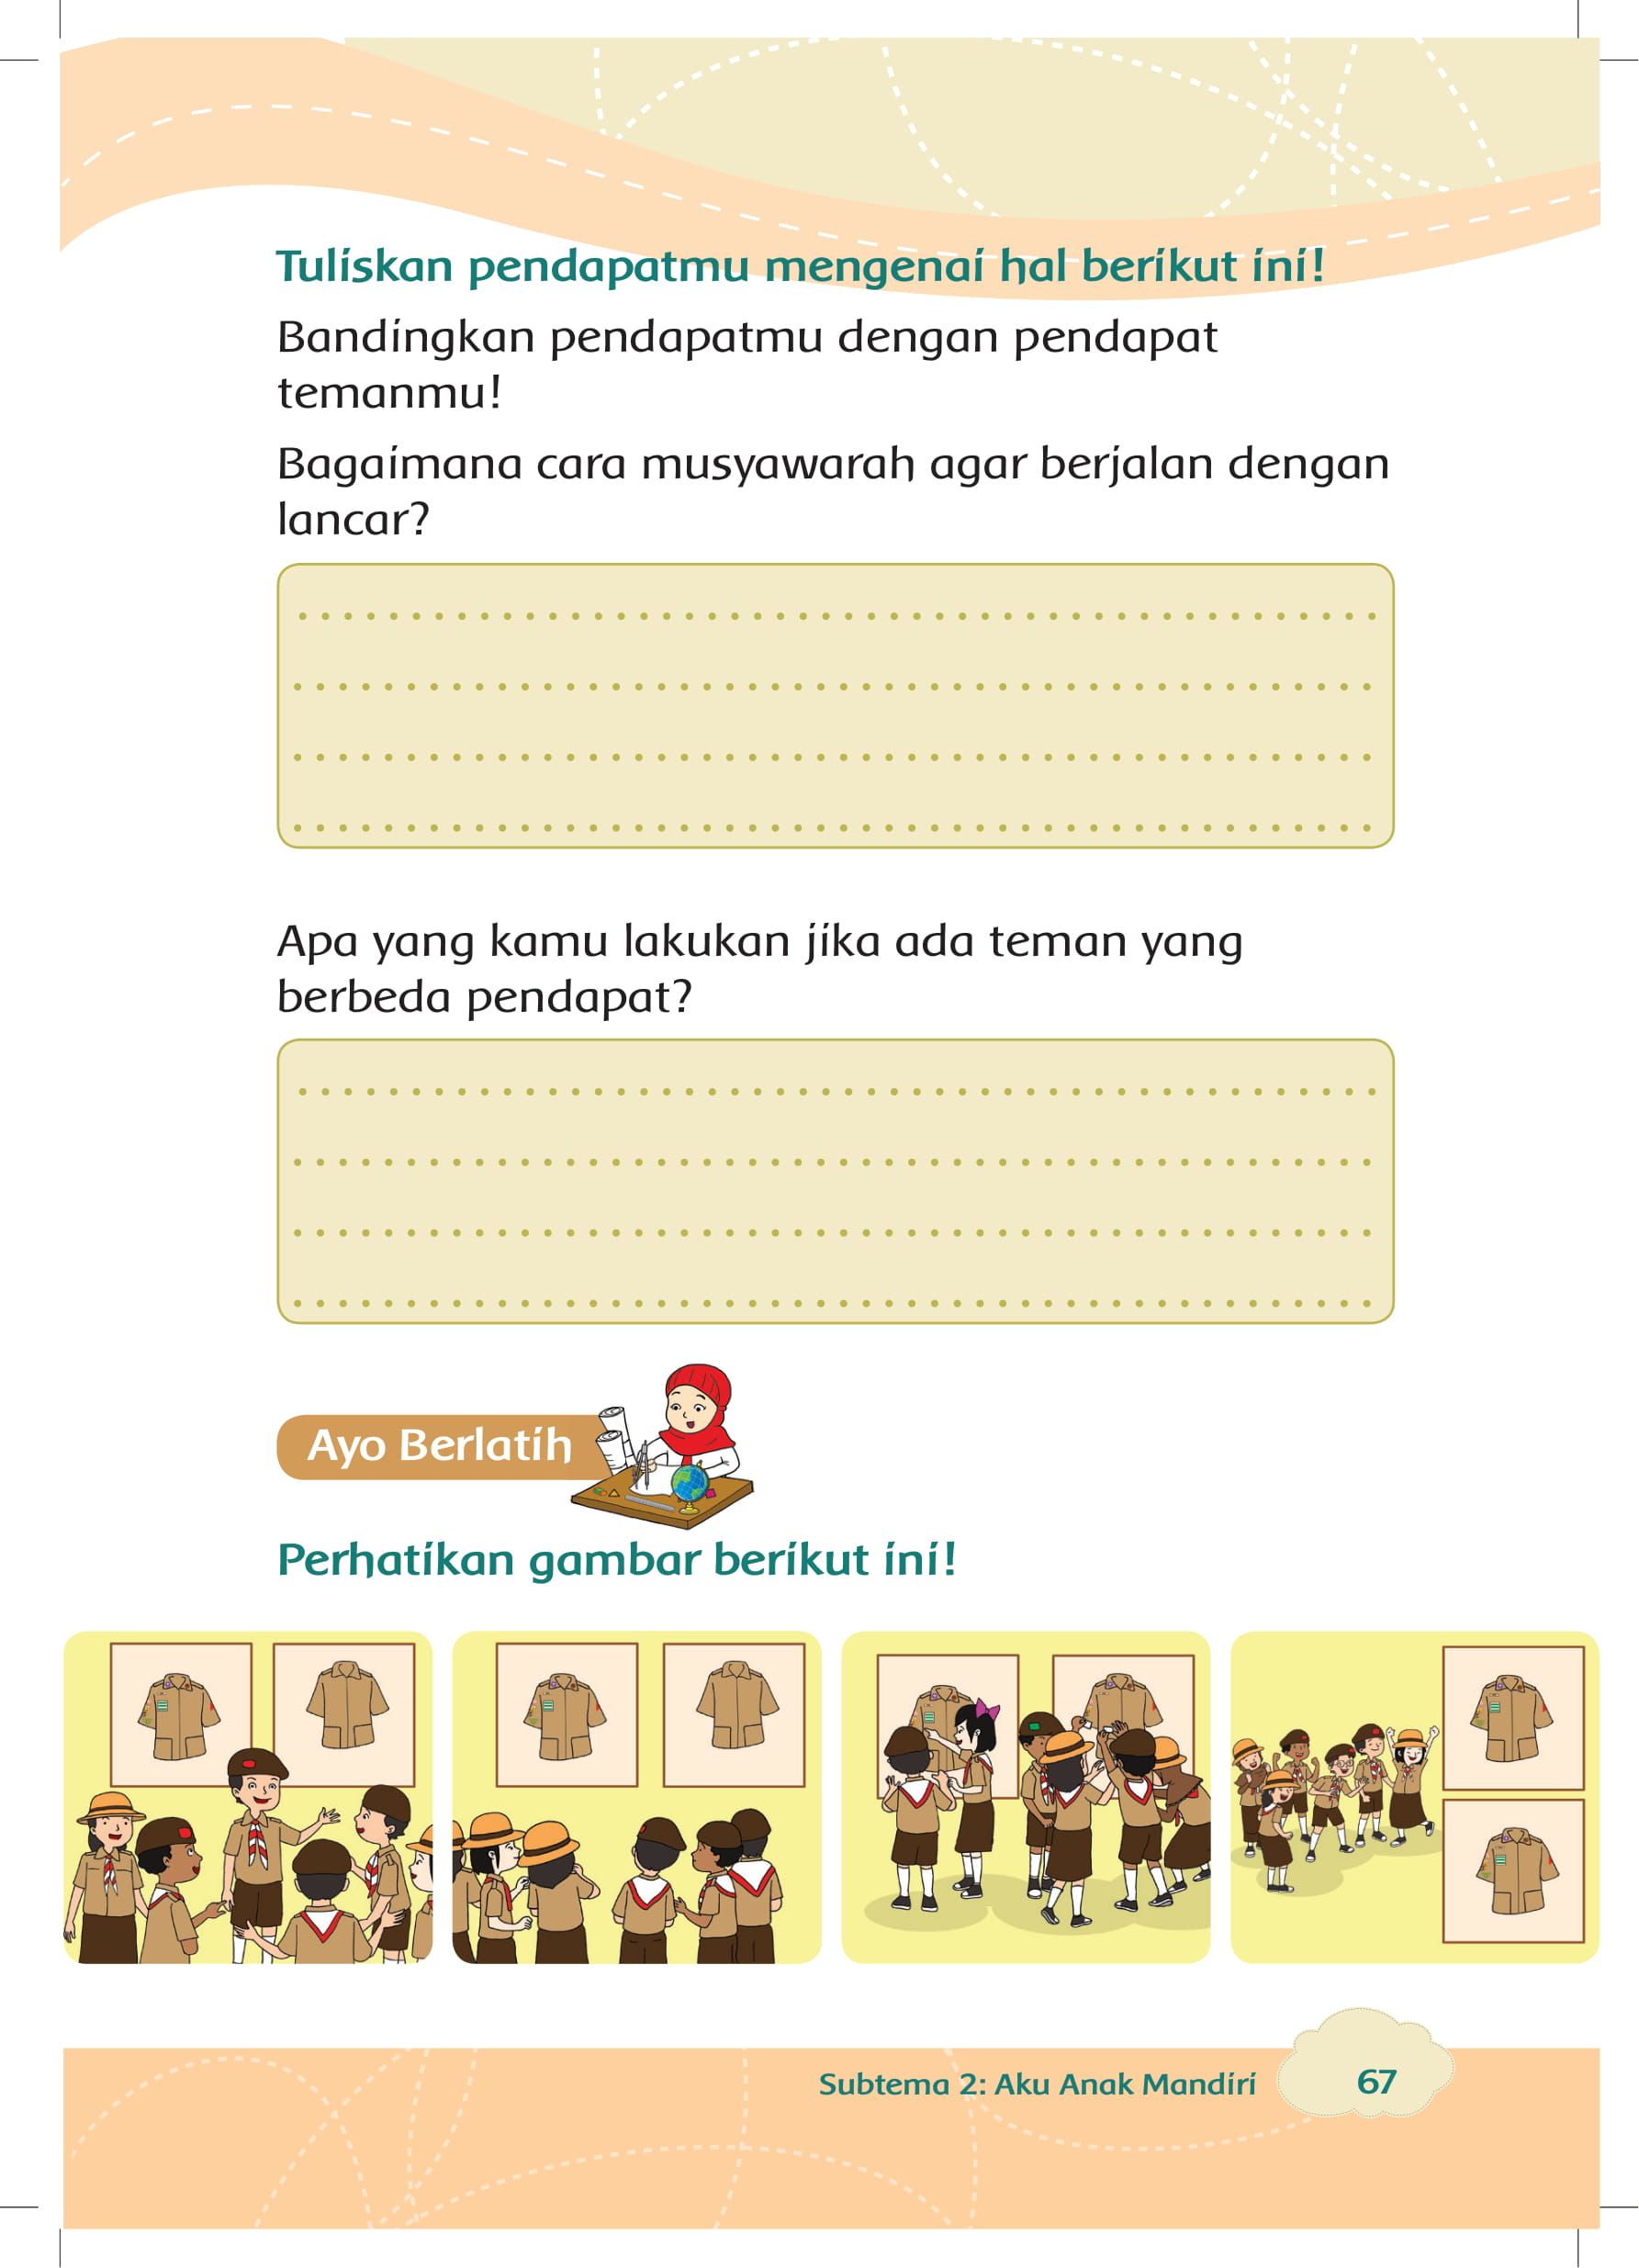 Tuliskan pendapatmu mengenai hal berikut ini!
Bandingkan pendapatmu dengan pendapat
temanmu!
Bagaimana cara musyawarah agar berjalan dengan
lancar?
Apa yang kamu lakukan jika ada teman yang
berbeda pendapat?
Ayo Berlatih
Perhatikan gambar berikut ini!
Subtema 2: Aku Anak Mandiri
67